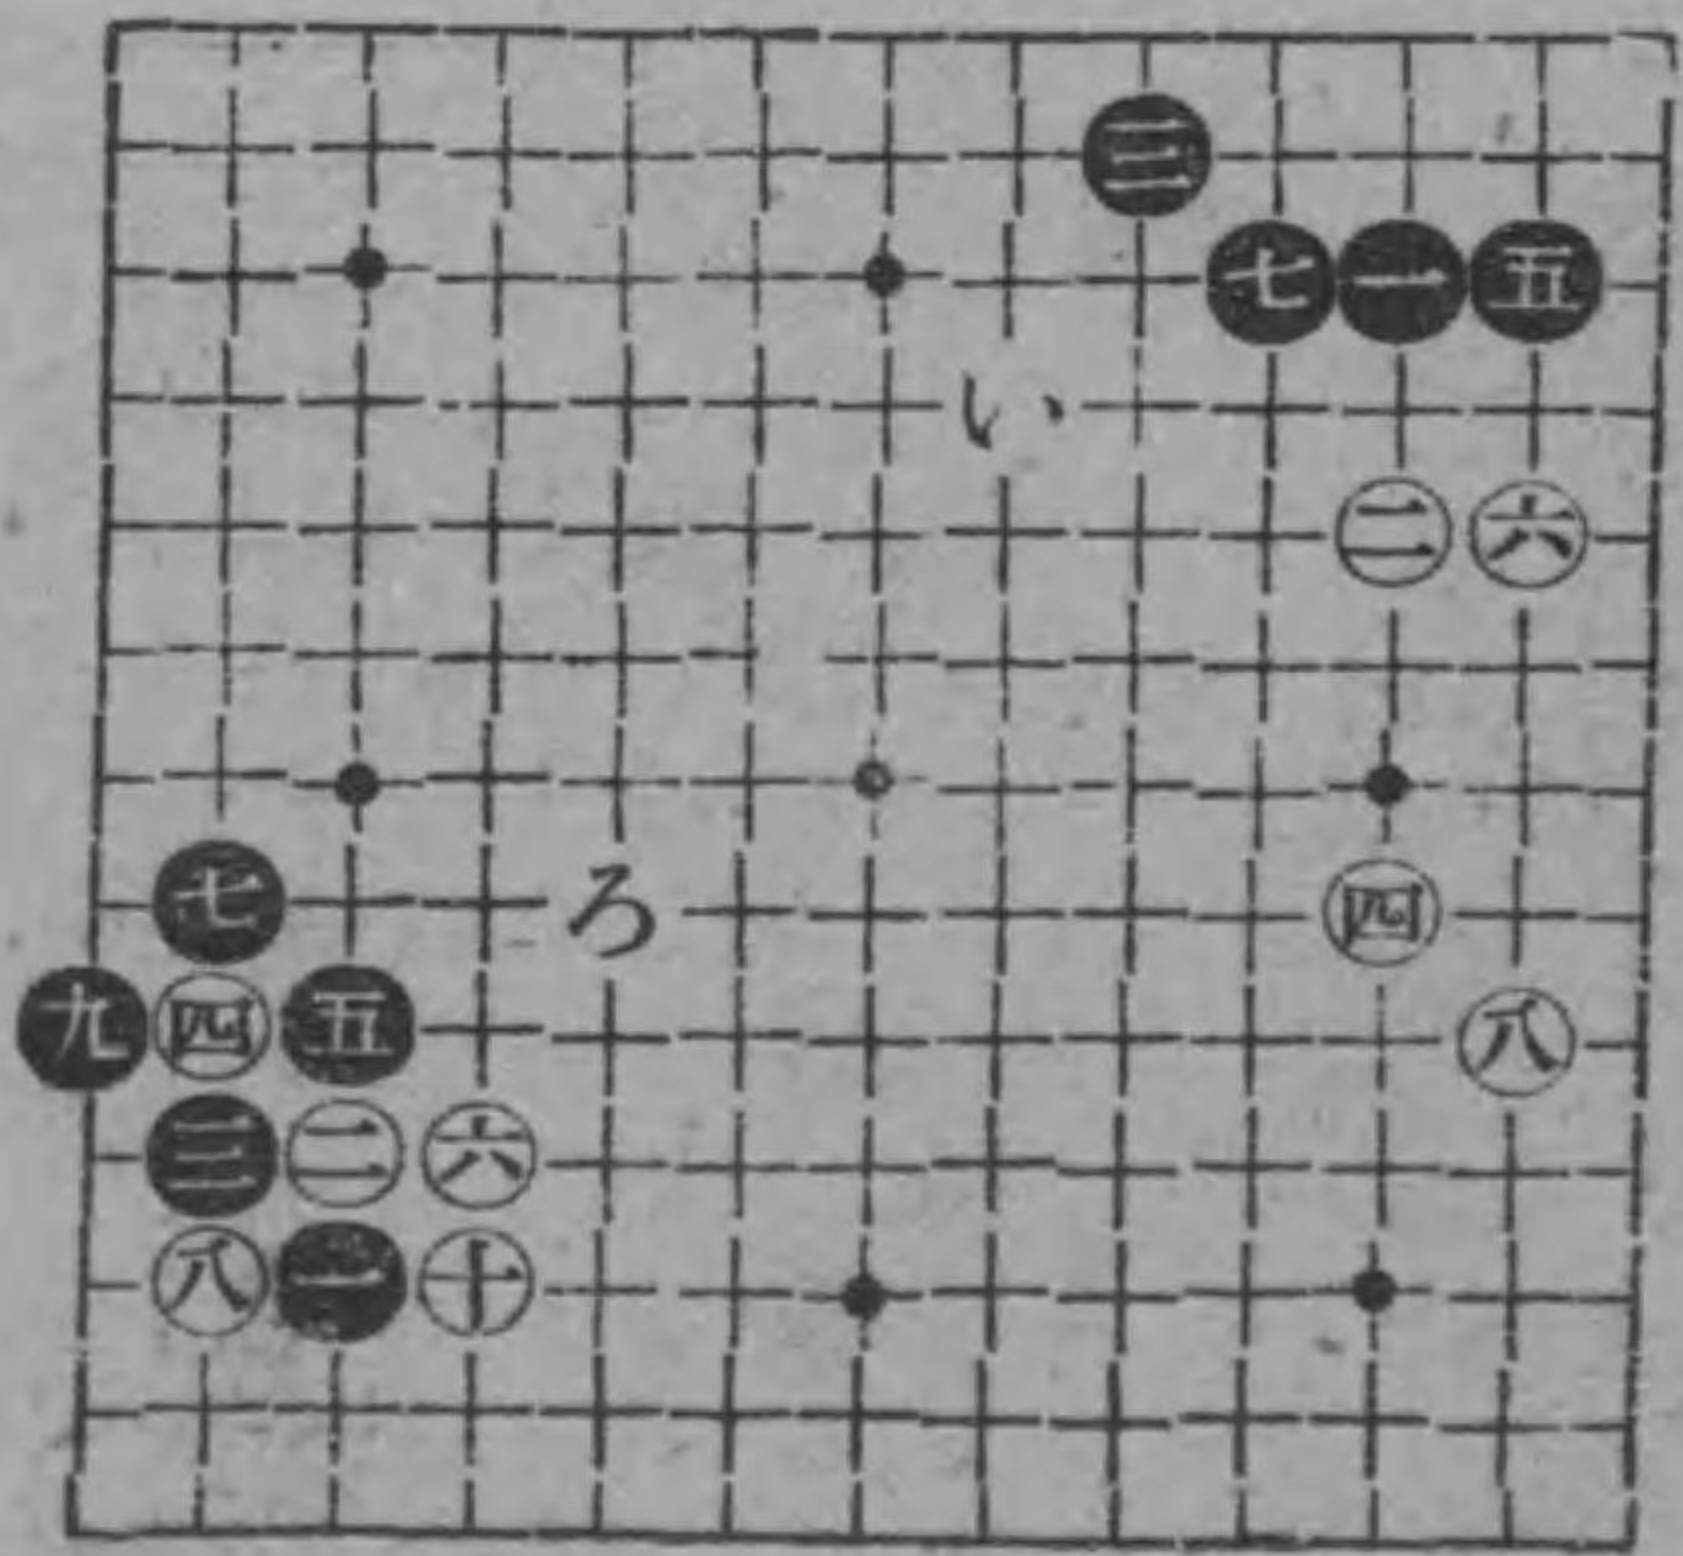 三
七一五
い
二六
七ろ四
九四五八
三二六
八一十